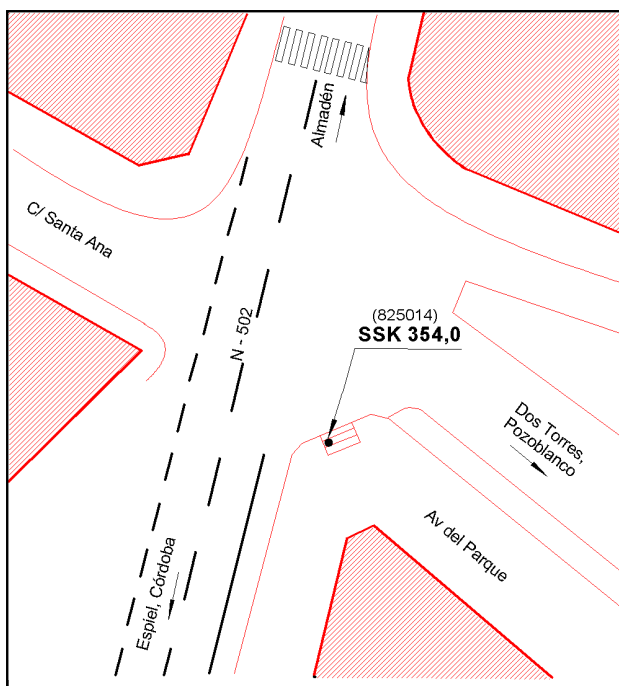 Almadén
C/ Santa Ana
N - 502
(825014)
SSK 354,0
Dos Torres,
Pozoblanco
Av del Parque
Espiel, Córdoba